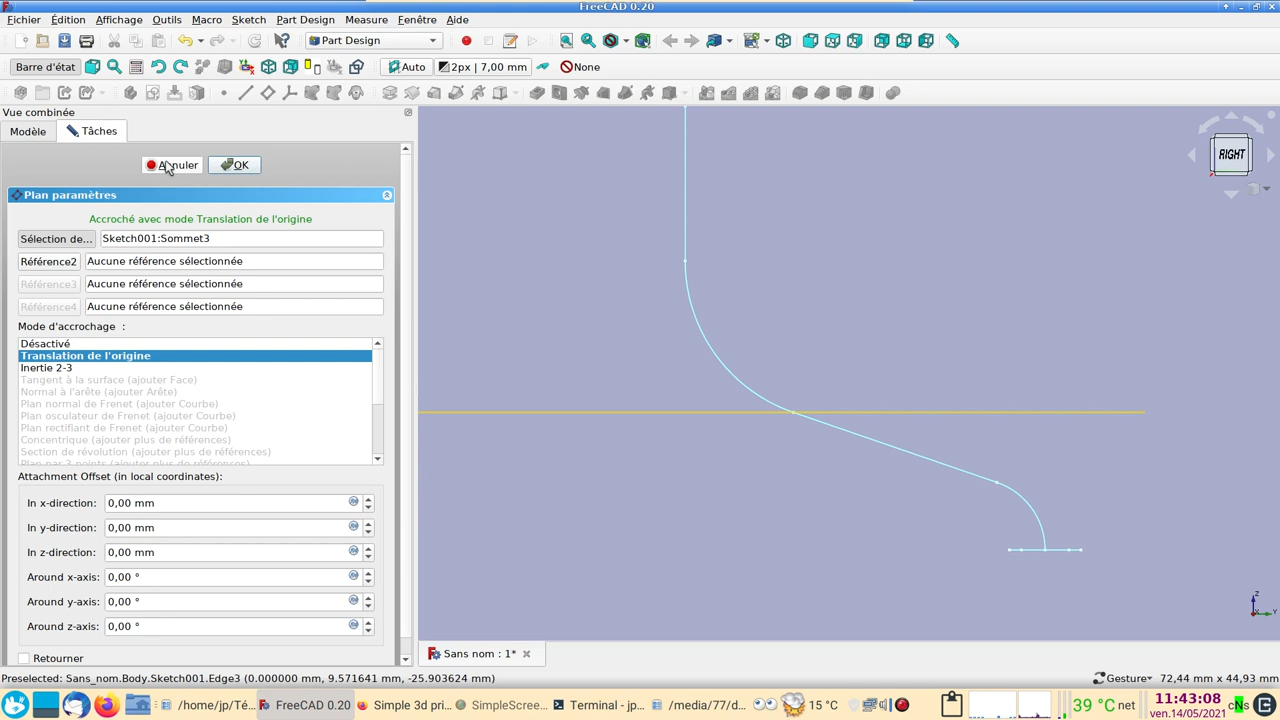 FreeCAD 0.20
Fichier Édition Affichage Outils Macro Sketch Part Design Measure Fenêtre Aide
Part Design
Barre d'état Auto 2px | 7,00 mm None
Vue combinée
Modèle Tâches
Annuler OK
Plan paramètres
Accroché avec mode Translation de l'origine
Sélection de... Sketch001:Sommet3
Référence2 Aucune référence sélectionnée
Référence3 Aucune référence sélectionnée
Référence4 Aucune référence sélectionnée
Mode d'accrochage :
Désactivé
Translation de l'origine
Inertie 2-3
Tangent à la surface (ajouter Face)
Normal à l'arête (ajouter Arête)
Plan normal de Frenet (ajouter Courbe)
Plan osculateur de Frenet (ajouter Courbe)
Plan rectifiant de Frenet (ajouter Courbe)
Concentrique (ajouter plus de références)
Section de révolution (ajouter plus de références)
Plan par 3 points (ajouter plus de références)
Attachment Offset (in local coordinates):
In x-direction: 0,00 mm
In y-direction: 0,00 mm
In z-direction: 0,00 mm
Around x-axis: 0,00 °
Around y-axis: 0,00 °
Around z-axis: 0,00 °
Retourner
RIGHT
Z
Y
Sans nom : 1*
Preselected: Sans_nom.Body.Sketch001.Edge3 (0.000000 mm, 9.571641 mm, -25.903624 mm)
Gesture 72,44 mm x 44,93 mm
/home/jp/Té... FreeCAD 0.20 Simple 3d pri... SimpleScree... Terminal - jp... /media/77/d... 15 °C 39 °C net 11:43:08 cNs
ven.14/05/2021